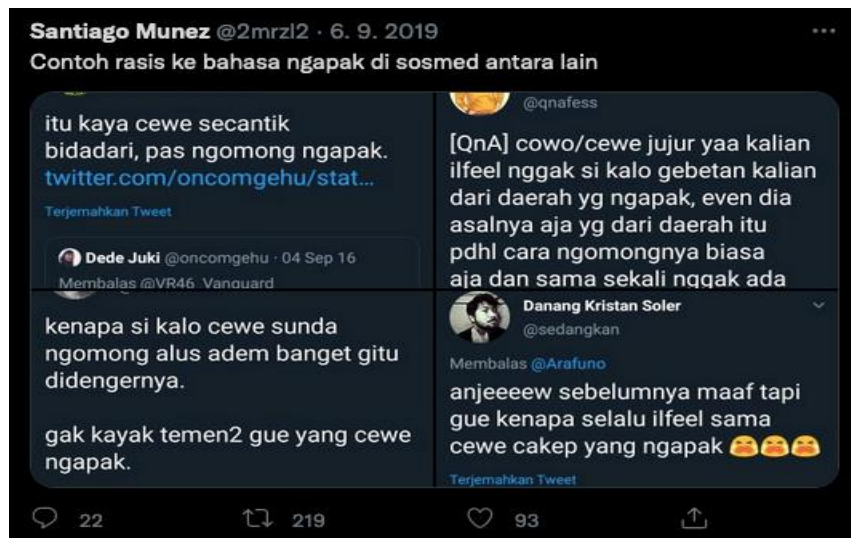 Santiago Munez @2mrzl2 · 6. 9. 2019
Contoh rasis ke bahasa ngapak di sosmed antara lain
itu kaya cewe secantik
bidadari, pas ngomong ngapak.
twitter.com/oncomgehu/stat...
Terjemahkan Tweet
Dede Juki @oncomgehu · 04 Sep 16
Membalas @VR46_Vanguard
@qnafess
[QnA] cowo/cewe jujur yaa kalian
ilfeel nggak si kalo gebetan kalian
dari daerah yg ngapak, even dia
asalnya aja yg dari daerah itu
pdhl cara ngomongnya biasa
aja dan sama sekali nggak ada
kenapa si kalo cewe sunda
ngomong alus adem banget gitu
didengernya.
gak kayak temen2 gue yang cewe
ngapak.
Danang Kristan Soler
@sedangkan
Membalas @Arafuno
anjeeeew sebelumnya maaf tapi
gue kenapa selalu ilfeel sama
cewe cakep yang ngapak 😫😫😫
Terjemahkan Tweet
22 219 93